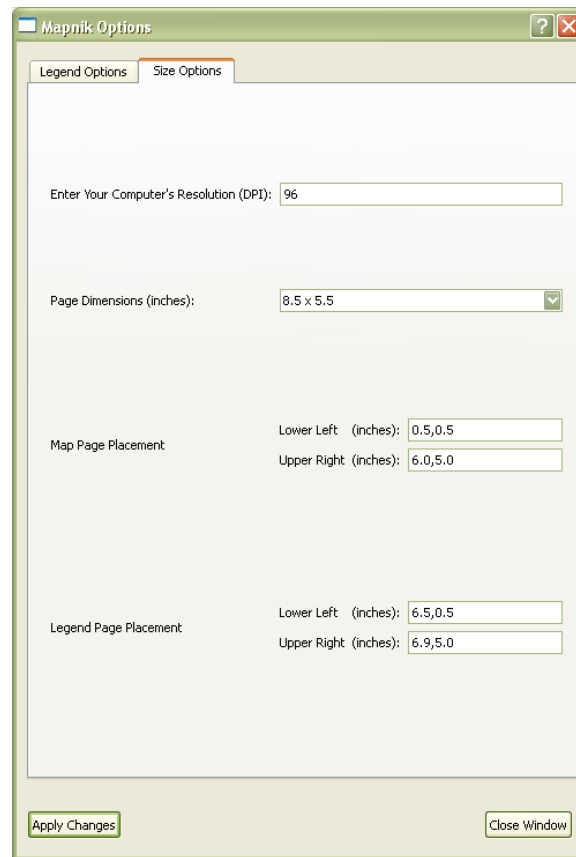 Mapnik Options
Legend Options
Size Options
Enter Your Computer's Resolution (DPI):
96
Page Dimensions (inches):
8.5 x 5.5
Map Page Placement
Lower Left (inches):
0.5,0.5
Upper Right (inches):
6.0,5.0
Legend Page Placement
Lower Left (inches):
6.5,0.5
Upper Right (inches):
6.9,5.0
Apply Changes
Close Window